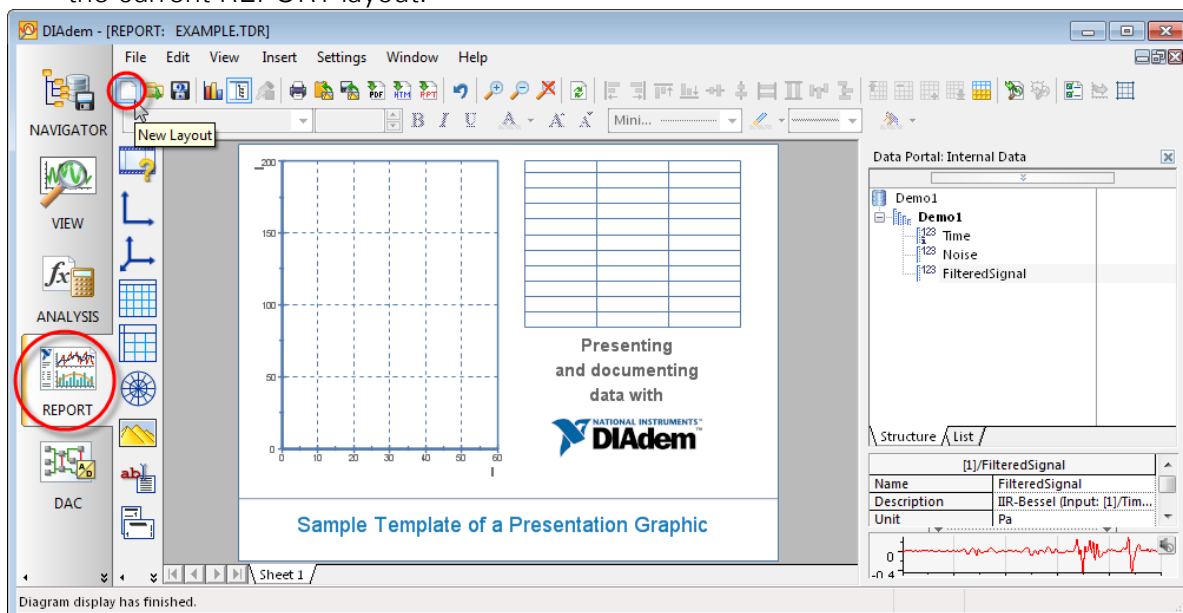 the current REPORT layout.
DIAdem - [REPORT: EXAMPLE.TDR]
File Edit View Insert Settings Window Help
NAVIGATOR
New Layout
B I U A A A Mini...
VIEW
ANALYSIS
REPORT
DAC
200
150
100
50
0
0 10 20 30 40 50 60
I
Presenting
and documenting
data with
NATIONAL INSTRUMENTS™
DIAdem™
Sample Template of a Presentation Graphic
Sheet 1
Data Portal: Internal Data
Demo1
Demo1
Time
Noise
FilteredSignal
Structure List
[1]/FilteredSignal
Name FilteredSignal
Description IIR-Bessel (Input: [1]/Tim...
Unit Pa
0
-0.4
Diagram display has finished.